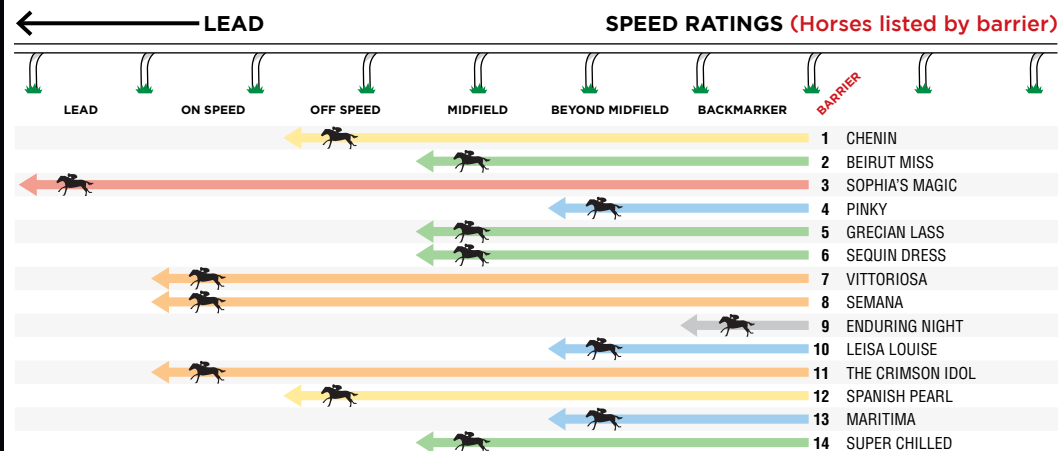 LEAD SPEED RATINGS (Horses listed by barrier)
LEAD ON SPEED OFF SPEED MIDFIELD BEYOND MIDFIELD BACKMARKER BARRIER
1 CHENIN
2 BEIRUT MISS
3 SOPHIA'S MAGIC
4 PINKY
5 GRECIAN LASS
6 SEQUIN DRESS
7 VITTORIOSA
8 SEMANA
9 ENDURING NIGHT
10 LEISA LOUISE
11 THE CRIMSON IDOL
12 SPANISH PEARL
13 MARITIMA
14 SUPER CHILLED